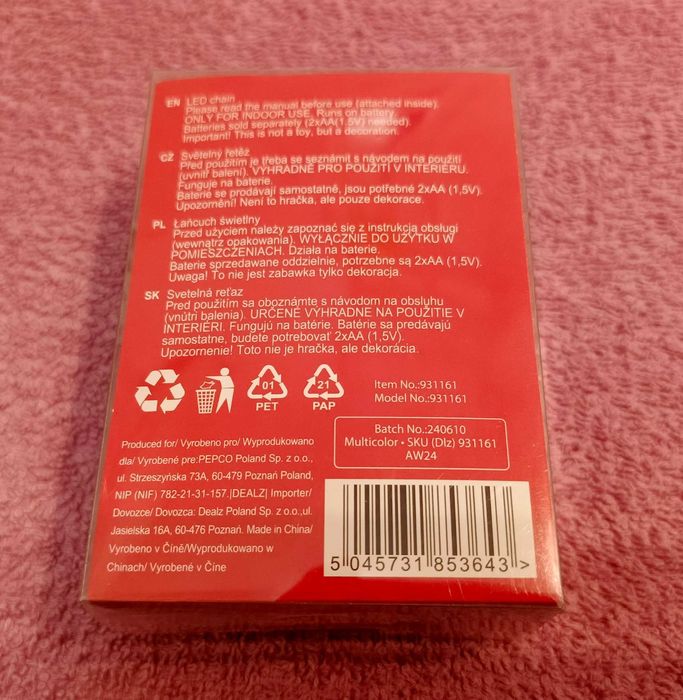 EN LED chain
Please read the manual before use (attached inside).
ONLY FOR INDOOR USE. Runs on battery.
Batteries sold separately (2xAA(1.5V) needed).
Important! This is not a toy, but a decoration.
CZ Světelný řetěz
Před použitím je třeba se seznámit s návodem na použití
(uvnitř balení). VÝHRADNĚ PRO POUŽITÍ V INTERIÉRU.
Funguje na baterie.
Baterie se prodávají samostatně, jsou potřebné 2xAA (1,5V).
Upozornění! Není to hračka, ale pouze dekorace.
PL Łańcuch świetlny
Przed użyciem należy zapoznać się z instrukcją obsługi
(wewnątrz opakowania). WYŁĄCZNIE DO UŻYTKU W
POMIESZCZENIACH. Działa na baterie.
Baterie sprzedawane oddzielnie, potrzebne są 2xAA (1,5V).
Uwaga! To nie jest zabawka tylko dekoracja.
SK Svetelná reťaz
Pred použitím sa oboznámte s návodom na obsluhu
(vnútri balenia). URČENÉ VÝHRADNE NA POUŽITIE V
INTERIÉRI. Fungujú na batérie. Batérie sa predávajú
samostatne, budete potrebovať 2xAA (1,5V).
Upozornenie! Toto nie je hračka, ale dekorácia.
01
PET
21
PAP
Item No.:931161
Model No.:931161
Batch No.:240610
Multicolor • SKU (Dlz) 931161
AW24
Produced for/ Vyrobeno pro/ Wyprodukowano
dla/ Vyrobené pre:PEPCO Poland Sp. z o.o.,
ul. Strzeszyńska 73A, 60-479 Poznań Poland,
NIP (NIF) 782-21-31-157.|DEALZ| Importer/
Dovozce/ Dovozca: Dealz Poland Sp. z o.o.,ul.
Jasielska 16A, 60-476 Poznań. Made in China/
Vyrobeno v Číně/Wyprodukowano w
Chinach/ Vyrobené v Číne
5 045731 853643 >